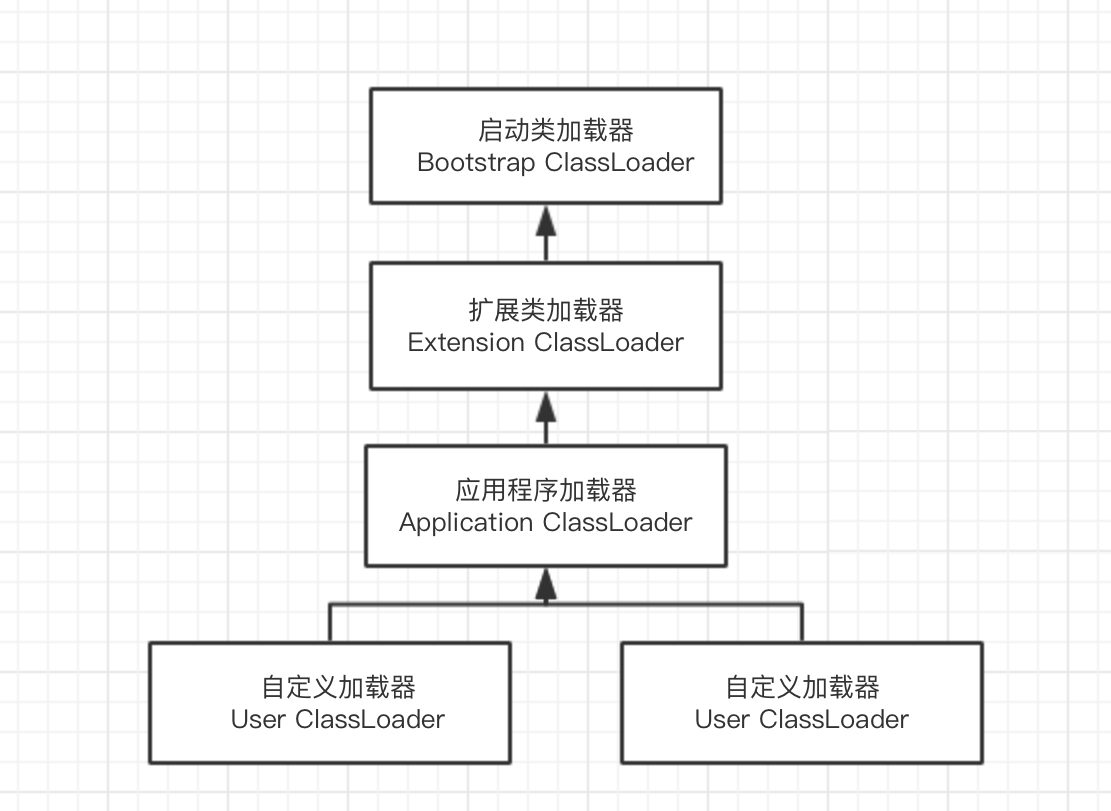 启动类加载器
Bootstrap ClassLoader
扩展类加载器
Extension ClassLoader
应用程序加载器
Application ClassLoader
自定义加载器
User ClassLoader
自定义加载器
User ClassLoader